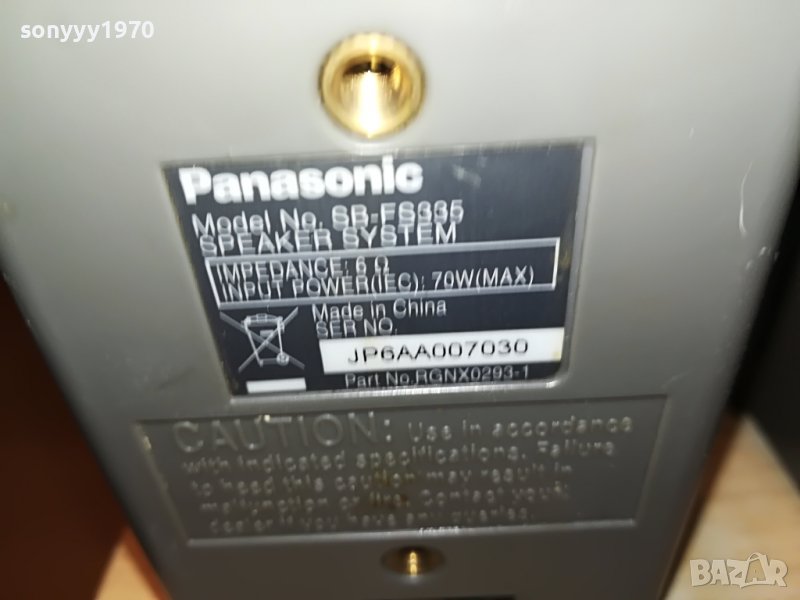 sonyyy1970
Panasonic
Model No. SB-FS335
SPEAKER SYSTEM
IMPEDANCE: 6 Ω
INPUT POWER(IEC): 70W(MAX)
Made in China
SER NO.
JP6AA007030
Part No. RGNX0293-1
CAUTION: Use in accordance
with indicated specifications. Failure
to heed this caution may result in
malfunction or fire. Contact your
dealer if you have any queries.
BAZAR